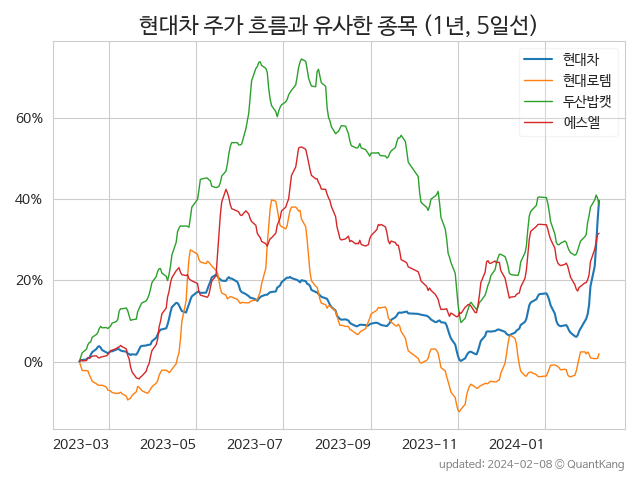 현대차 주가 흐름과 유사한 종목 (1년, 5일선)
현대차
현대로템
두산밥캣
에스엘
60%
40%
20%
0%
2023-03 2023-05 2023-07 2023-09 2023-11 2024-01
updated: 2024-02-08 © QuantKang